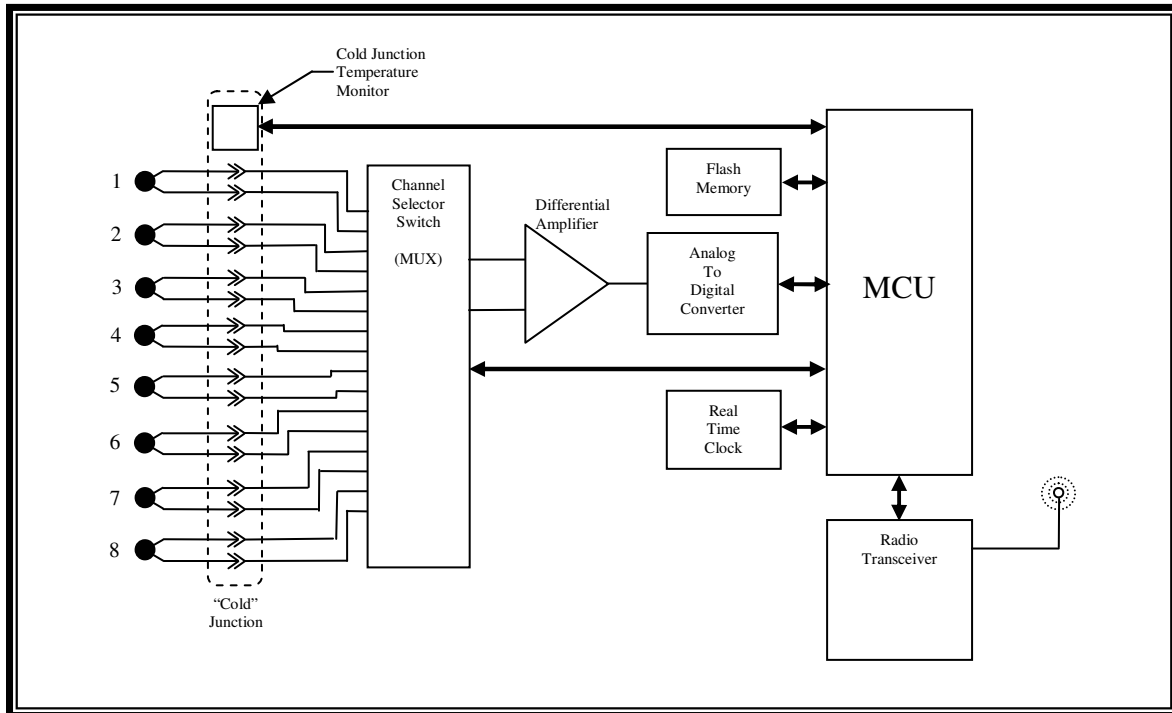 Cold Junction
Temperature
Monitor
1
2
3
4
5
6
7
8
“Cold”
Junction
Channel
Selector
Switch
(MUX)
Differential
Amplifier
Flash
Memory
Analog
To
Digital
Converter
Real
Time
Clock
MCU
Radio
Transceiver